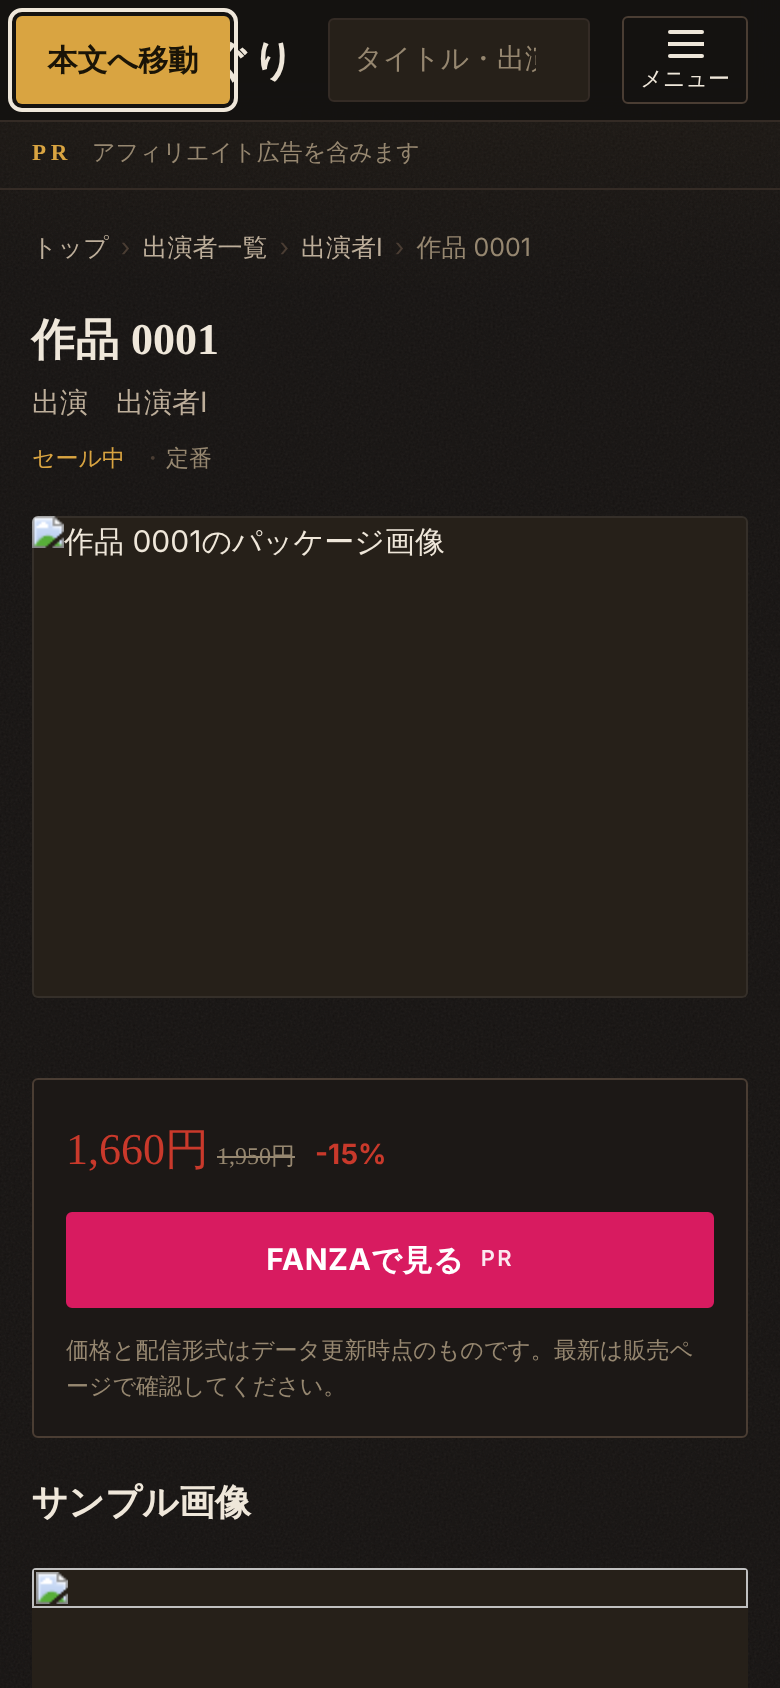 本文へ移動
ぐり
タイトル・出演
メニュー
PR アフィリエイト広告を含みます
トップ › 出演者一覧 › 出演者I › 作品 0001
作品 0001
出演 出演者I
セール中 ・定番
作品 0001のパッケージ画像
1,660円 1,950円 -15%
FANZAで見る PR
価格と配信形式はデータ更新時点のものです。最新は販売ペ
ージで確認してください。
サンプル画像